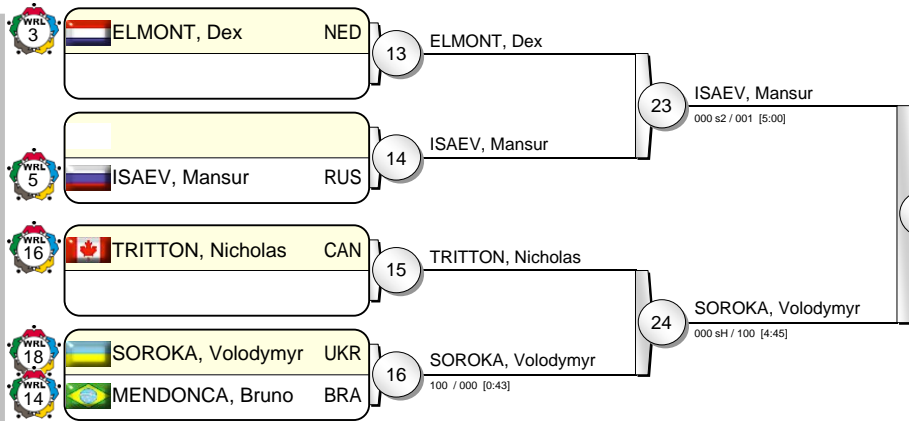 WRL
3
ELMONT, Dex NED
13
ELMONT, Dex
23
ISAEV, Mansur
000 s2 / 001 [5:00]
14
ISAEV, Mansur
WRL
5
ISAEV, Mansur RUS
WRL
16
TRITTON, Nicholas CAN
15
TRITTON, Nicholas
24
SOROKA, Volodymyr
000 sH / 100 [4:45]
WRL
18
SOROKA, Volodymyr UKR
16
SOROKA, Volodymyr
100 / 000 [0:43]
WRL
14
MENDONCA, Bruno BRA